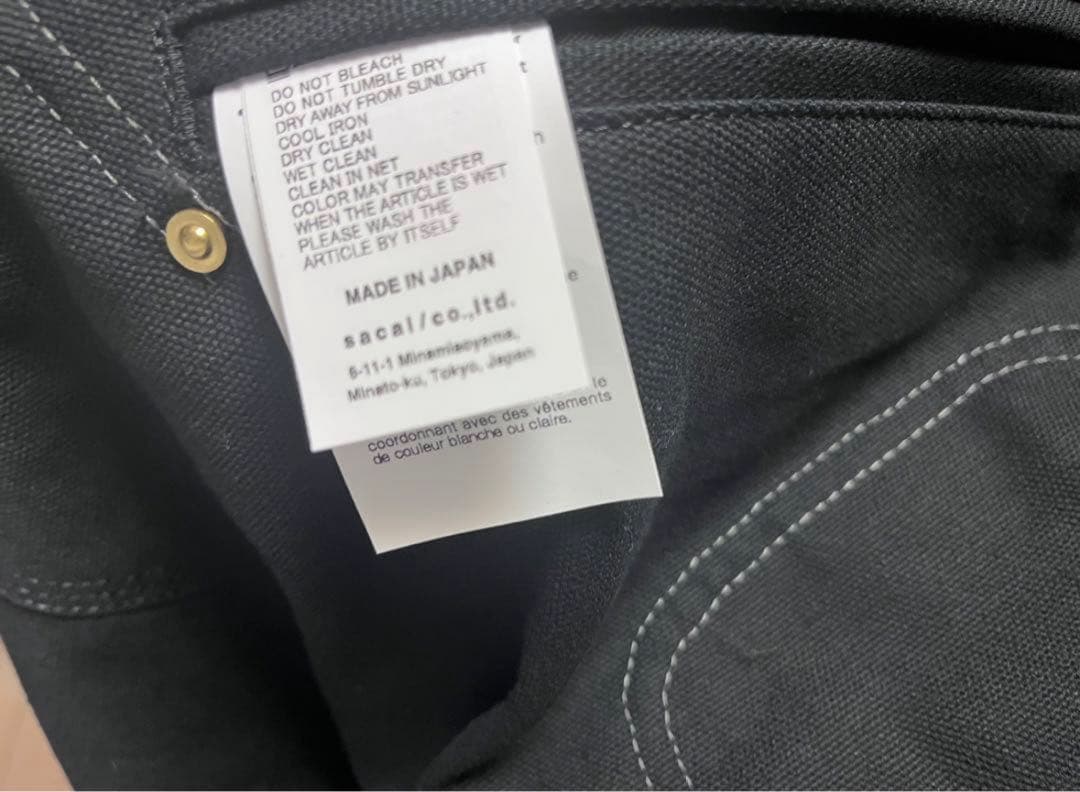 DO NOT BLEACH
DO NOT TUMBLE DRY
DRY AWAY FROM SUNLIGHT
COOL IRON
DRY CLEAN
WET CLEAN
CLEAN IN NET
COLOR MAY TRANSFER
WHEN THE ARTICLE IS WET
PLEASE WASH THE
ARTICLE BY ITSELF
MADE IN JAPAN
sacai/co.,ltd.
6-11-1 Minamiaoyama,
Minato-ku, Tokyo, Japan
t
n
e
le
coordonnant avec des vêtements
de couleur blanche ou claire.